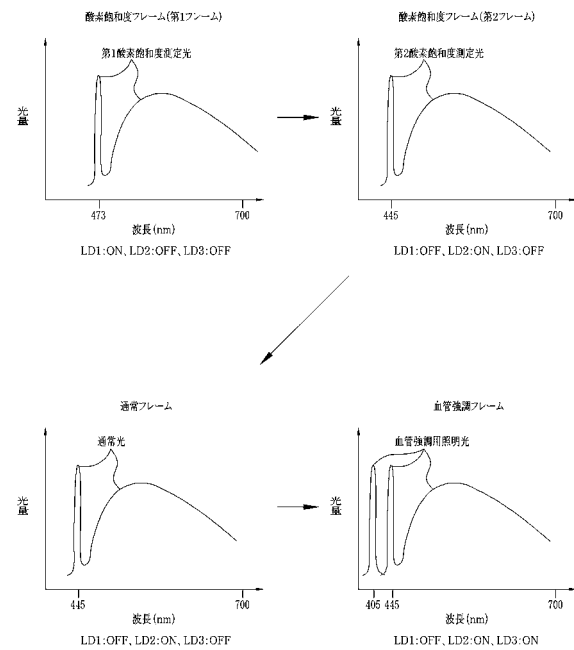 酸素飽和度フレーム(第1フレーム)
第1酸素飽和度測定光
光量
473
700
波長(nm)
LD1:ON、LD2:OFF、LD3:OFF
酸素飽和度フレーム(第2フレーム)
第2酸素飽和度測定光
光量
445
700
波長(nm)
LD1:OFF、LD2:ON、LD3:OFF
通常フレーム
通常光
光量
445
700
波長(nm)
LD1:OFF、LD2:ON、LD3:OFF
血管強調フレーム
血管強調用照明光
光量
405 445
700
波長(nm)
LD1:OFF、LD2:ON、LD3:ON